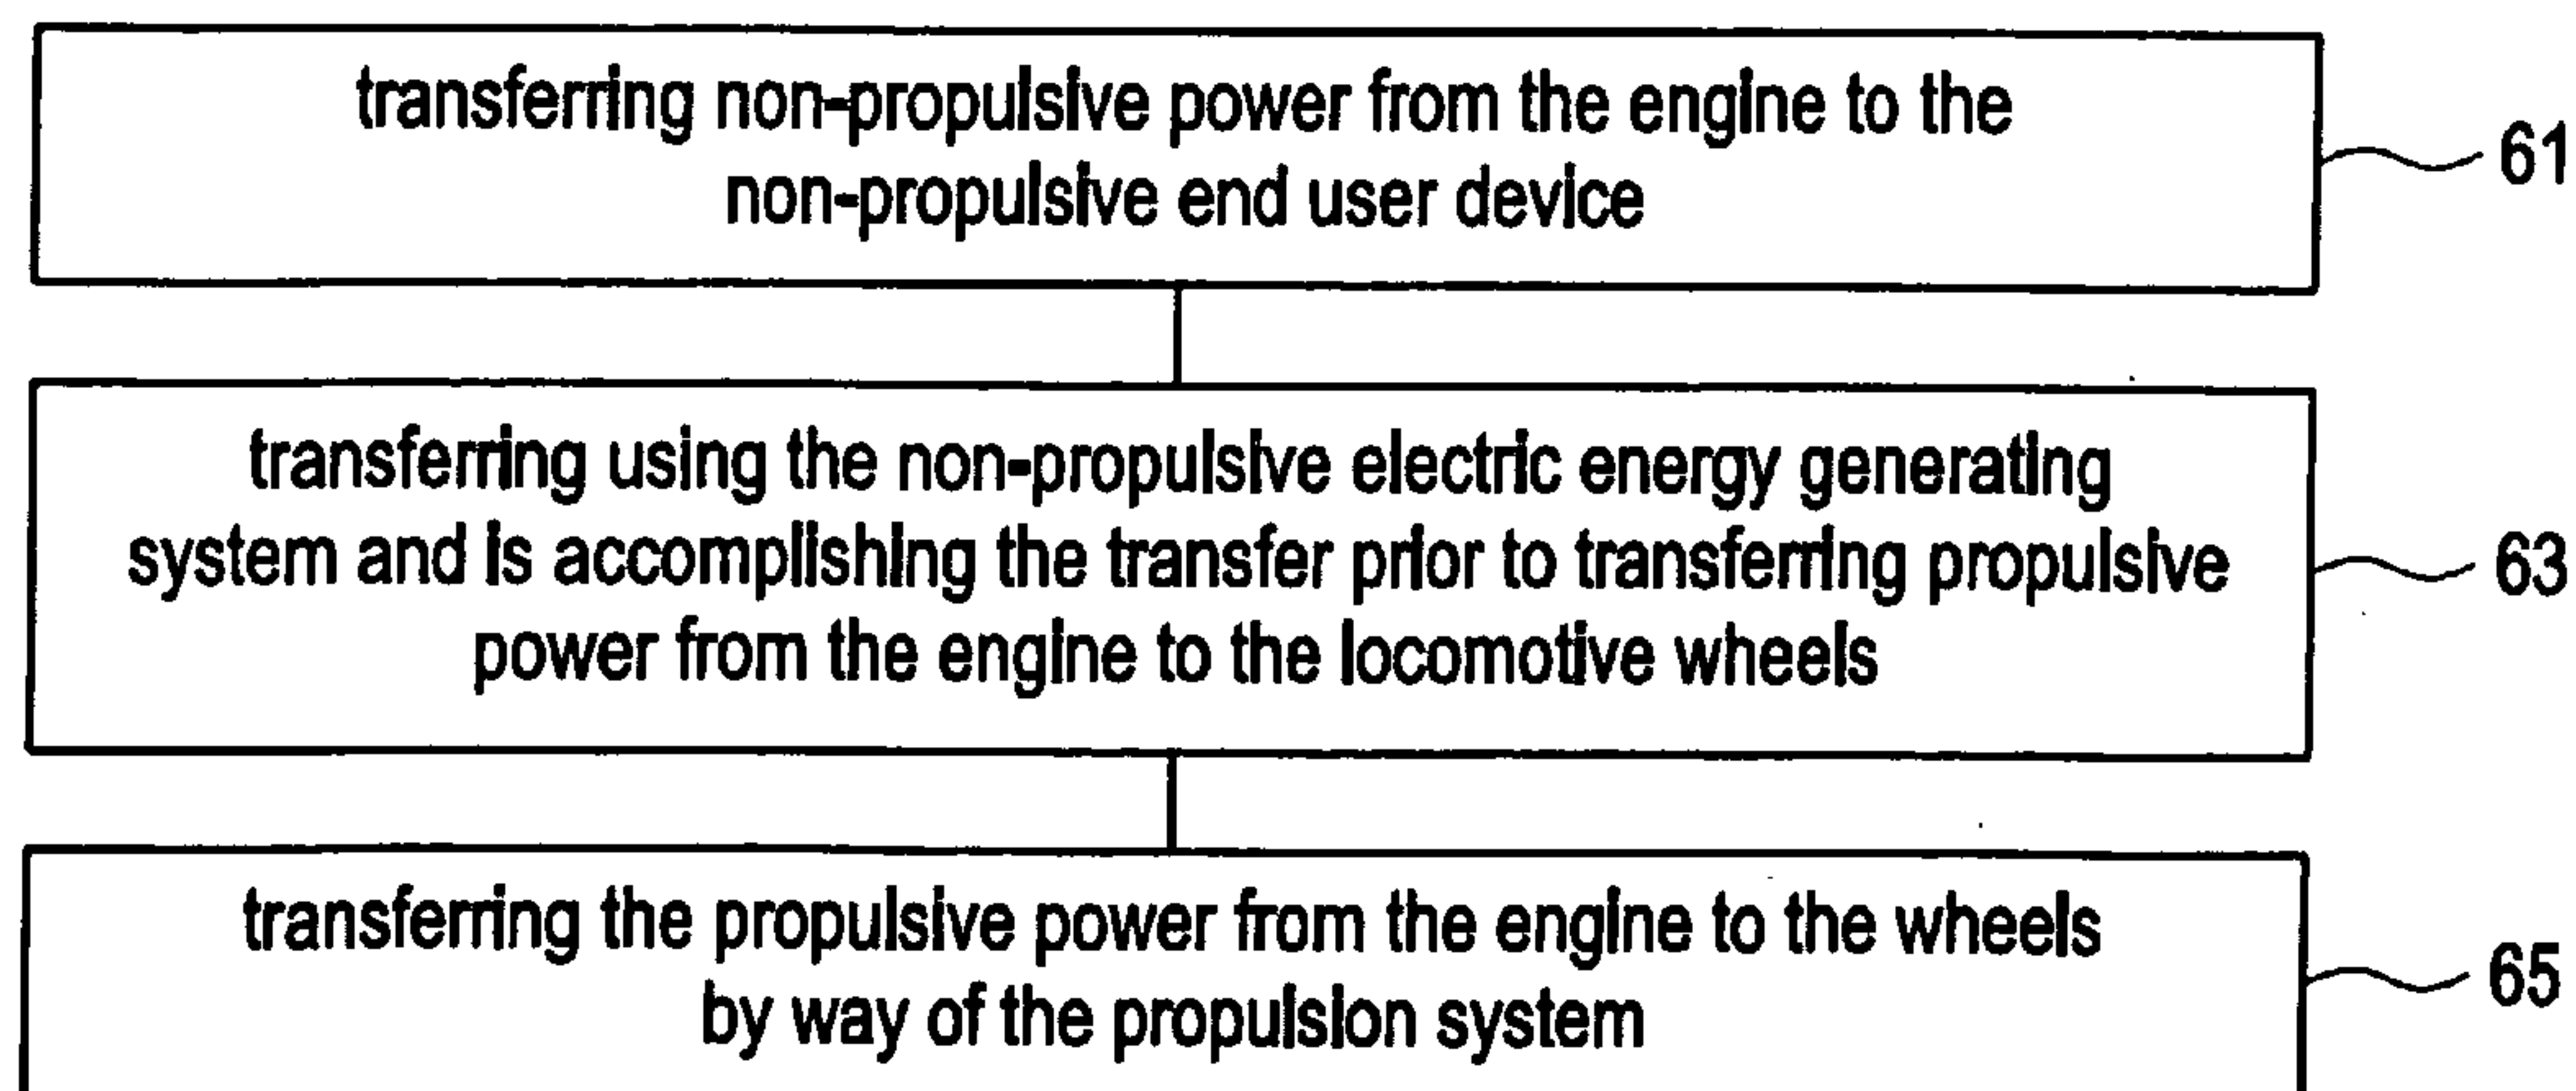 transferring non-propulsive power from the engine to the
non-propulsive end user device
61
transferring using the non-propulsive electric energy generating
system and is accomplishing the transfer prior to transferring propulsive
power from the engine to the locomotive wheels
63
transferring the propulsive power from the engine to the wheels
by way of the propulsion system
65